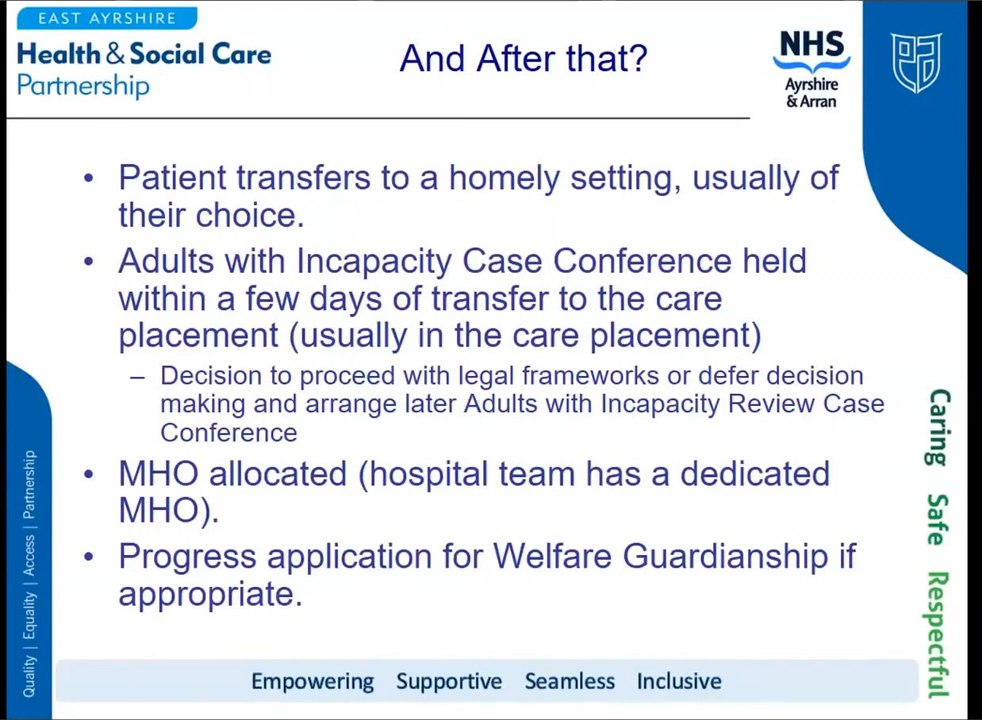 EAST AYRSHIRE
Health & Social Care
Partnership
And After that?
NHS
Ayrshire
& Arran
• Patient transfers to a homely setting, usually of
their choice.
• Adults with Incapacity Case Conference held
within a few days of transfer to the care
placement (usually in the care placement)
– Decision to proceed with legal frameworks or defer decision
making and arrange later Adults with Incapacity Review Case
Conference
• MHO allocated (hospital team has a dedicated
MHO).
• Progress application for Welfare Guardianship if
appropriate.
Quality | Equality | Access | Partnership
Caring Safe Respectful
Empowering Supportive Seamless Inclusive